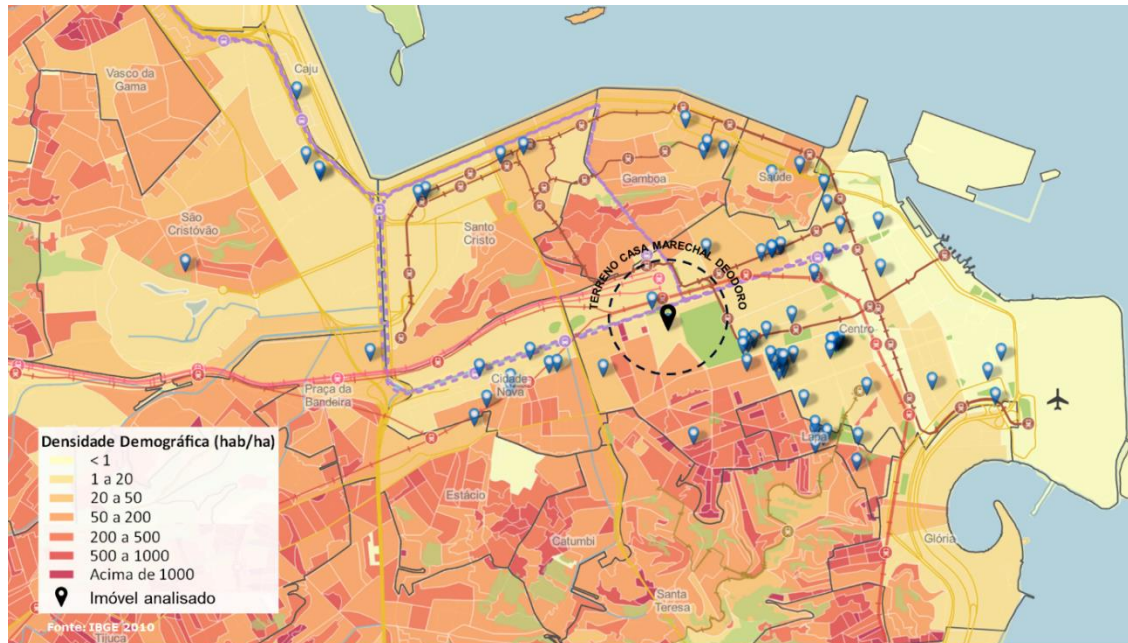 Caju
Vasco da
Gama
Gamboa
Saúde
São
Cristóvão
Santo
Cristo
TERRENO CASA MARECHAL DEODORO
Centro
Cidade
Nova
Praça da
Bandeira
Lapa
Estácio
Catumbi
Glória
Santa
Teresa
Tijuca
Densidade Demográfica (hab/ha)
< 1
1 a 20
20 a 50
50 a 200
200 a 500
500 a 1000
Acima de 1000
Imóvel analisado
Fonte: IBGE 2010